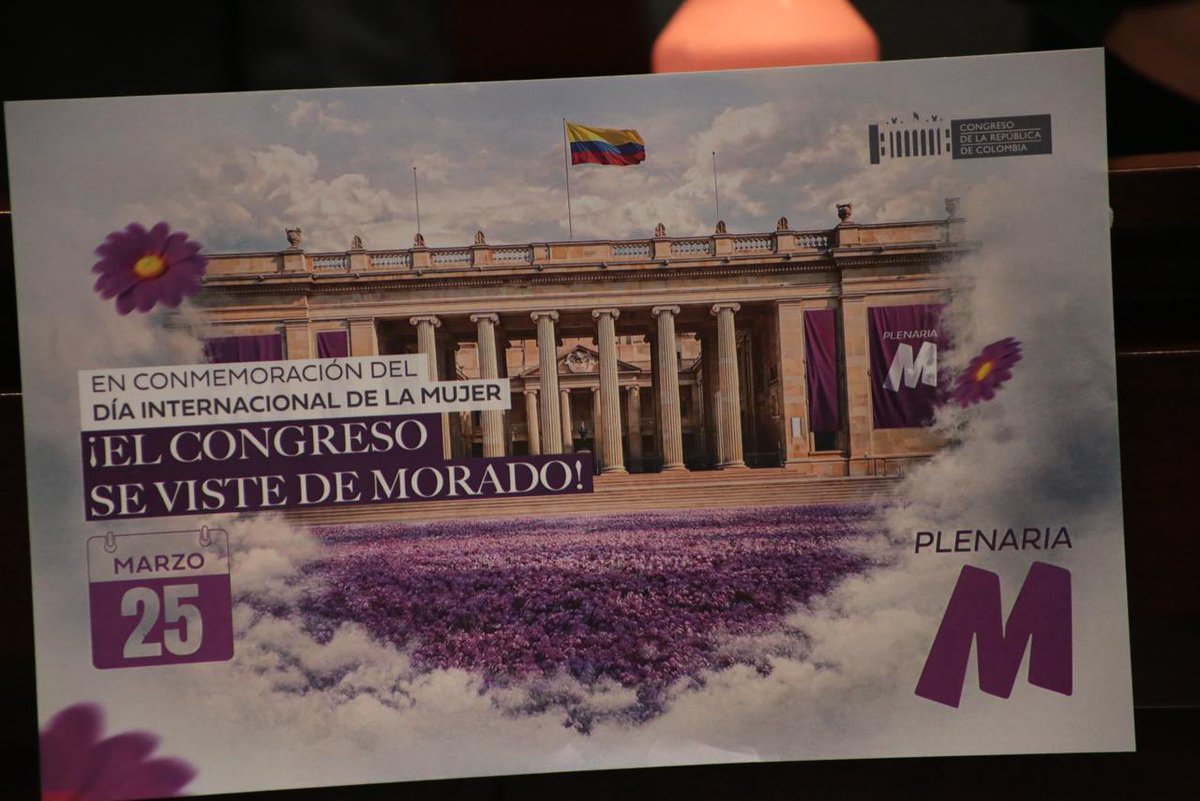 CONGRESO
DE LA REPÚBLICA
DE COLOMBIA
PLENARIA
M
EN CONMEMORACIÓN DEL
DÍA INTERNACIONAL DE LA MUJER
¡EL CONGRESO
SE VISTE DE MORADO!
MARZO
25
PLENARIA
M